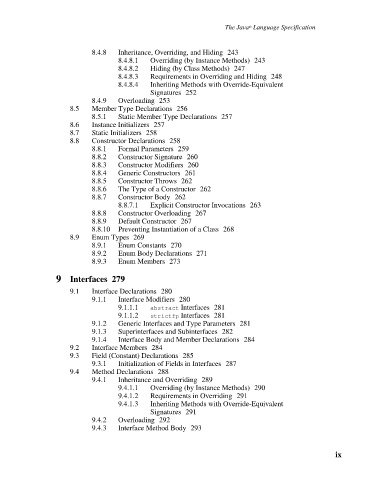 The Java® Language Specification
8.4.8 Inheritance, Overriding, and Hiding 243
8.4.8.1 Overriding (by Instance Methods) 243
8.4.8.2 Hiding (by Class Methods) 247
8.4.8.3 Requirements in Overriding and Hiding 248
8.4.8.4 Inheriting Methods with Override-Equivalent
Signatures 252
8.4.9 Overloading 253
8.5 Member Type Declarations 256
8.5.1 Static Member Type Declarations 257
8.6 Instance Initializers 257
8.7 Static Initializers 258
8.8 Constructor Declarations 258
8.8.1 Formal Parameters 259
8.8.2 Constructor Signature 260
8.8.3 Constructor Modifiers 260
8.8.4 Generic Constructors 261
8.8.5 Constructor Throws 262
8.8.6 The Type of a Constructor 262
8.8.7 Constructor Body 262
8.8.7.1 Explicit Constructor Invocations 263
8.8.8 Constructor Overloading 267
8.8.9 Default Constructor 267
8.8.10 Preventing Instantiation of a Class 268
8.9 Enum Types 269
8.9.1 Enum Constants 270
8.9.2 Enum Body Declarations 271
8.9.3 Enum Members 273
9 Interfaces 279
9.1 Interface Declarations 280
9.1.1 Interface Modifiers 280
9.1.1.1 abstract Interfaces 281
9.1.1.2 strictfp Interfaces 281
9.1.2 Generic Interfaces and Type Parameters 281
9.1.3 Superinterfaces and Subinterfaces 282
9.1.4 Interface Body and Member Declarations 284
9.2 Interface Members 284
9.3 Field (Constant) Declarations 285
9.3.1 Initialization of Fields in Interfaces 287
9.4 Method Declarations 288
9.4.1 Inheritance and Overriding 289
9.4.1.1 Overriding (by Instance Methods) 290
9.4.1.2 Requirements in Overriding 291
9.4.1.3 Inheriting Methods with Override-Equivalent
Signatures 291
9.4.2 Overloading 292
9.4.3 Interface Method Body 293
ix